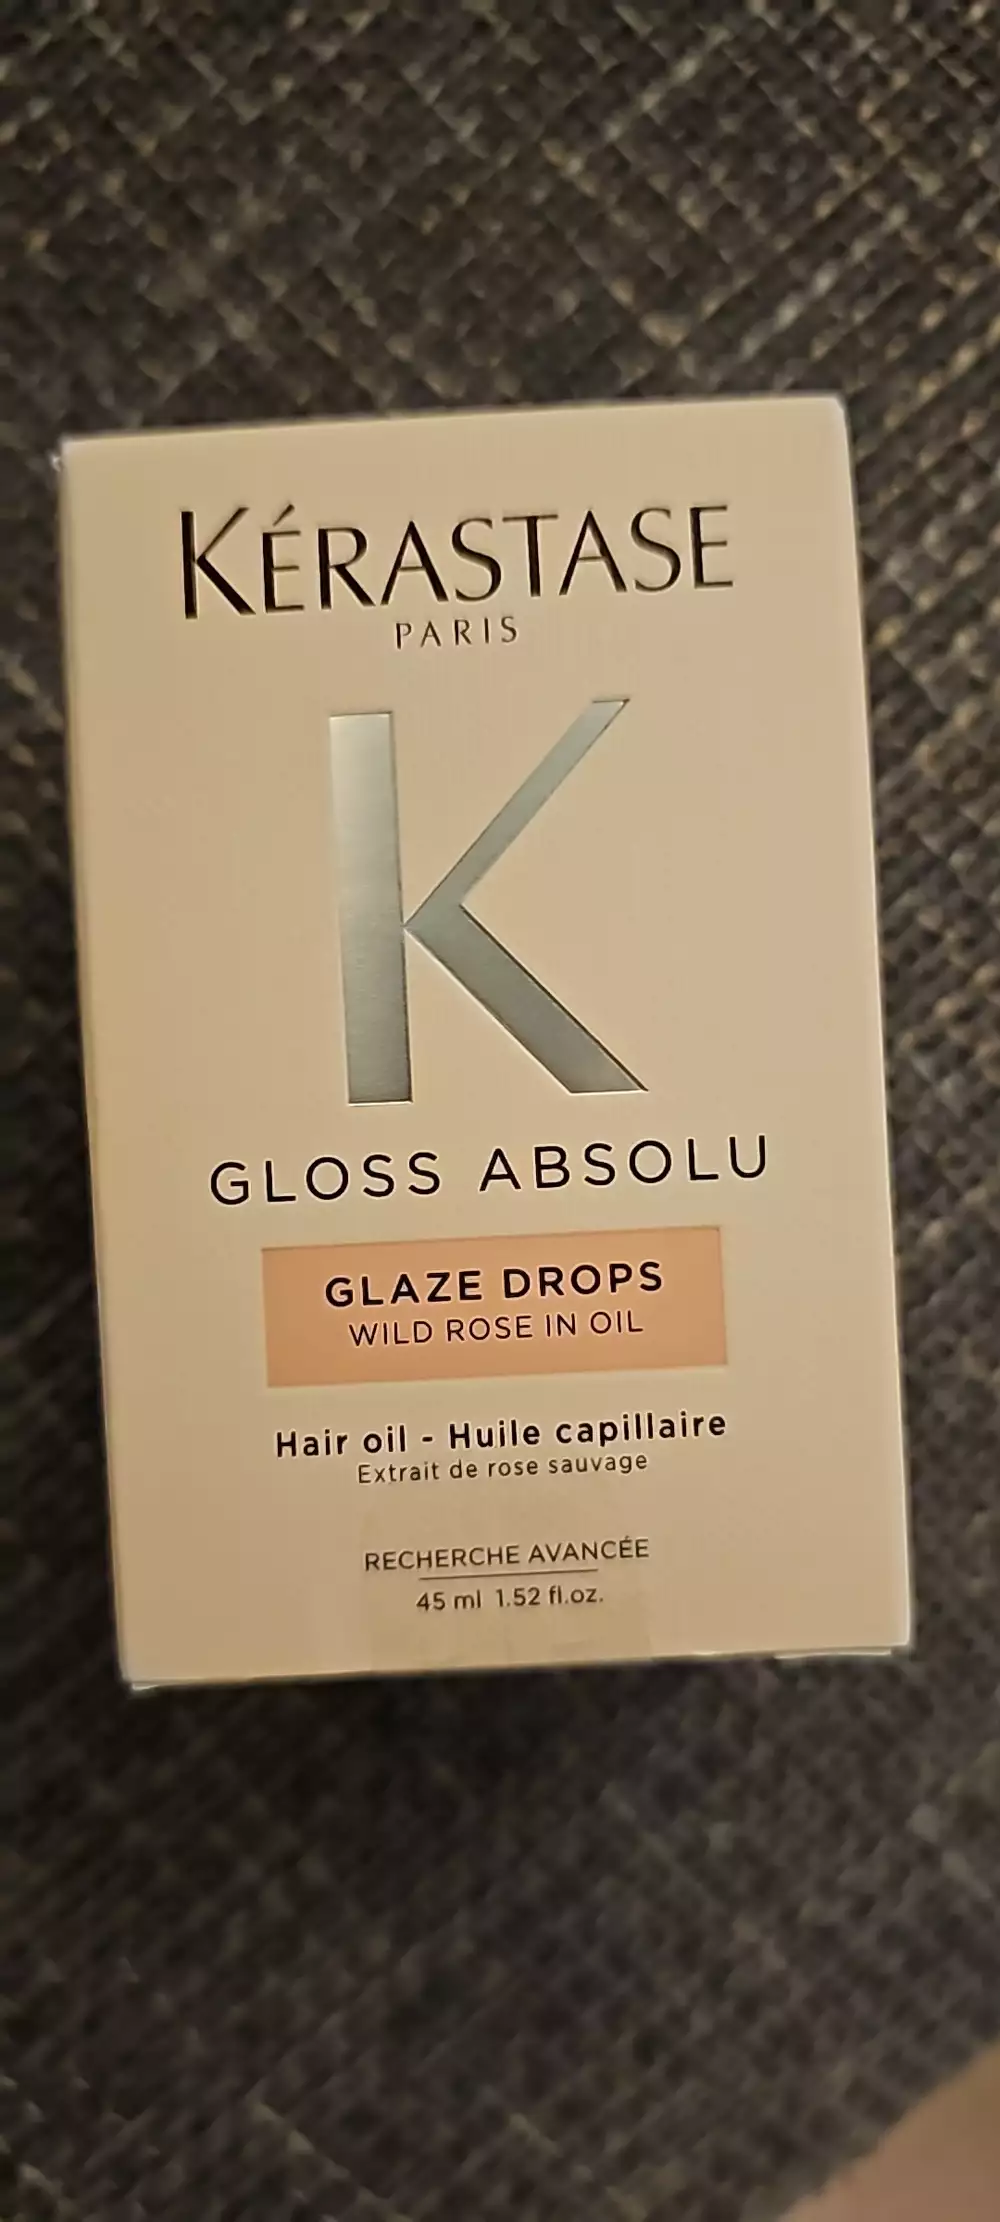 KÉRASTASE
PARIS
K
GLOSS ABSOLU
GLAZE DROPS
WILD ROSE IN OIL
Hair oil - Huile capillaire
Extrait de rose sauvage
RECHERCHE AVANCÉE
45 ml 1.52 fl.oz.